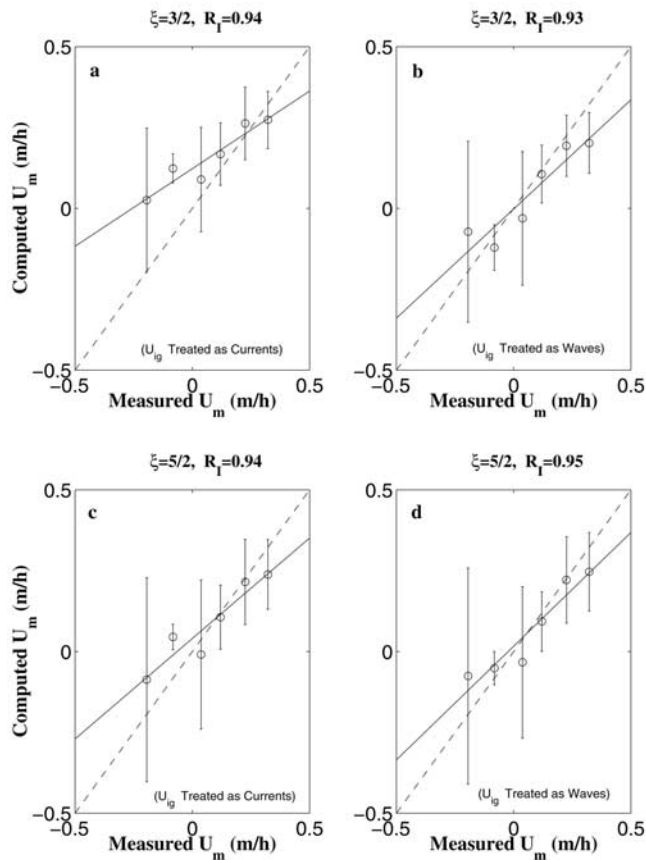 ξ=3/2, R_I=0.94
a
0.5
0
−0.5
Computed U_m (m/h)
(U_ig Treated as Currents)
−0.5 0 0.5
Measured U_m (m/h)
ξ=3/2, R_I=0.93
b
0.5
0
−0.5
(U_ig Treated as Waves)
−0.5 0 0.5
Measured U_m (m/h)
ξ=5/2, R_I=0.94
c
0.5
0
−0.5
Computed U_m (m/h)
(U_ig Treated as Currents)
−0.5 0 0.5
Measured U_m (m/h)
ξ=5/2, R_I=0.95
d
0.5
0
−0.5
(U_ig Treated as Waves)
−0.5 0 0.5
Measured U_m (m/h)